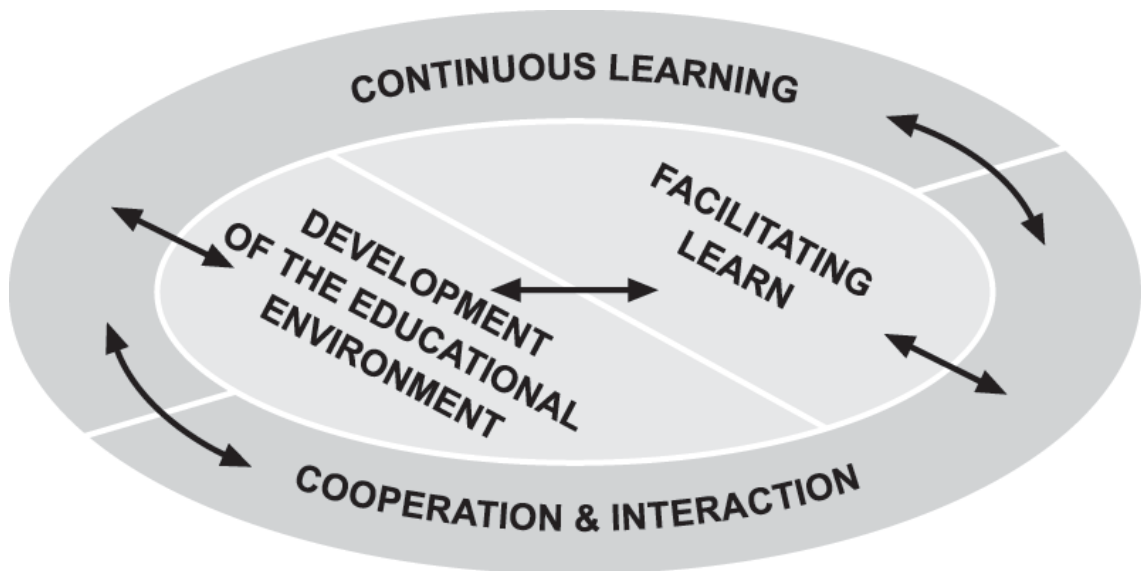 CONTINUOUS LEARNING
FACILITATING
LEARN
DEVELOPMENT
OF THE EDUCATIONAL
ENVIRONMENT
COOPERATION & INTERACTION